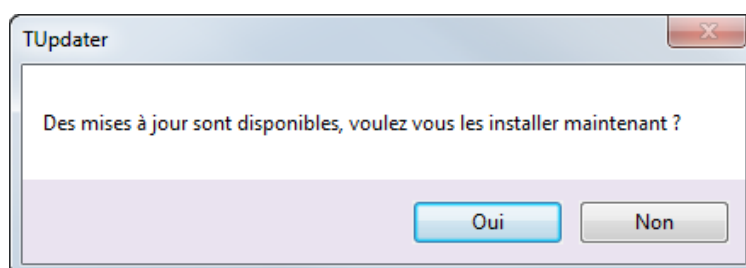 TUpdater
Des mises à jour sont disponibles, voulez vous les installer maintenant ?
Oui
Non